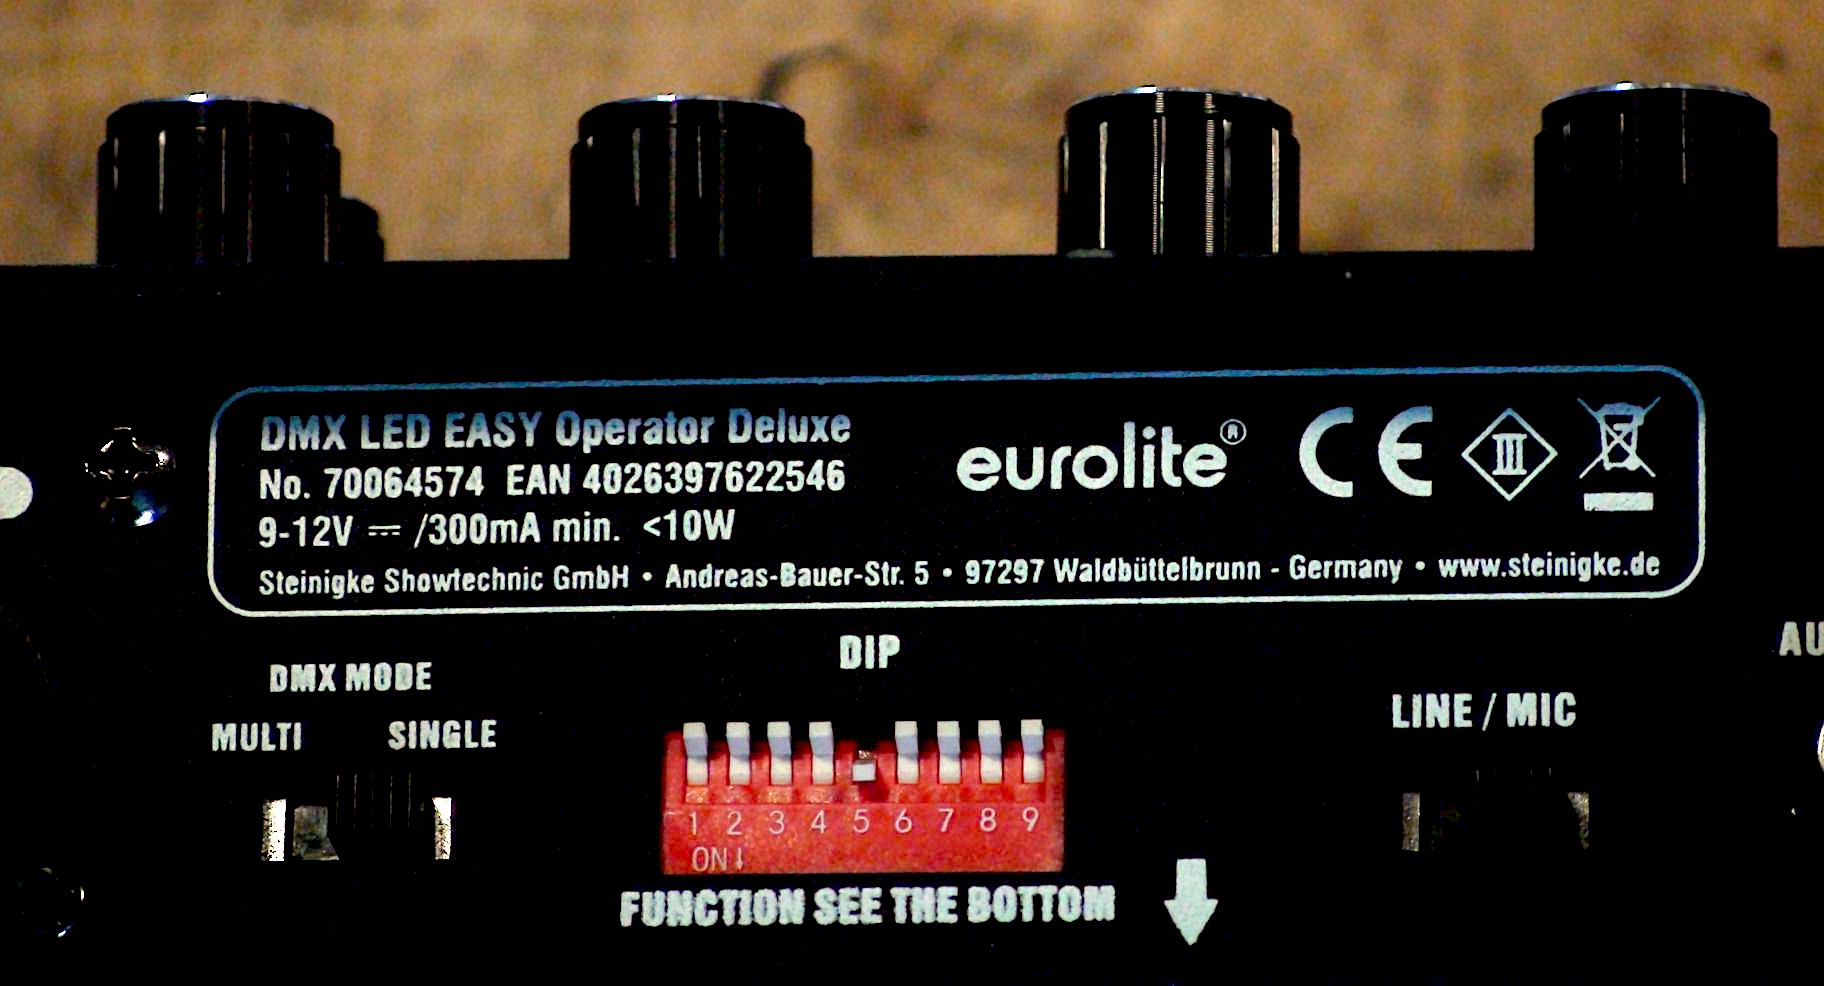 DMX LED EASY Operator Deluxe
No. 70064574 EAN 4026397622546
9-12V ⎓ /300mA min. <10W
Steinigke Showtechnic GmbH • Andreas-Bauer-Str. 5 • 97297 Waldbüttelbrunn - Germany • www.steinigke.de
eurolite®
CE
III
DIP
DMX MODE
MULTI SINGLE
LINE / MIC
AU
1 2 3 4 5 6 7 8 9
ON↓
FUNCTION SEE THE BOTTOM